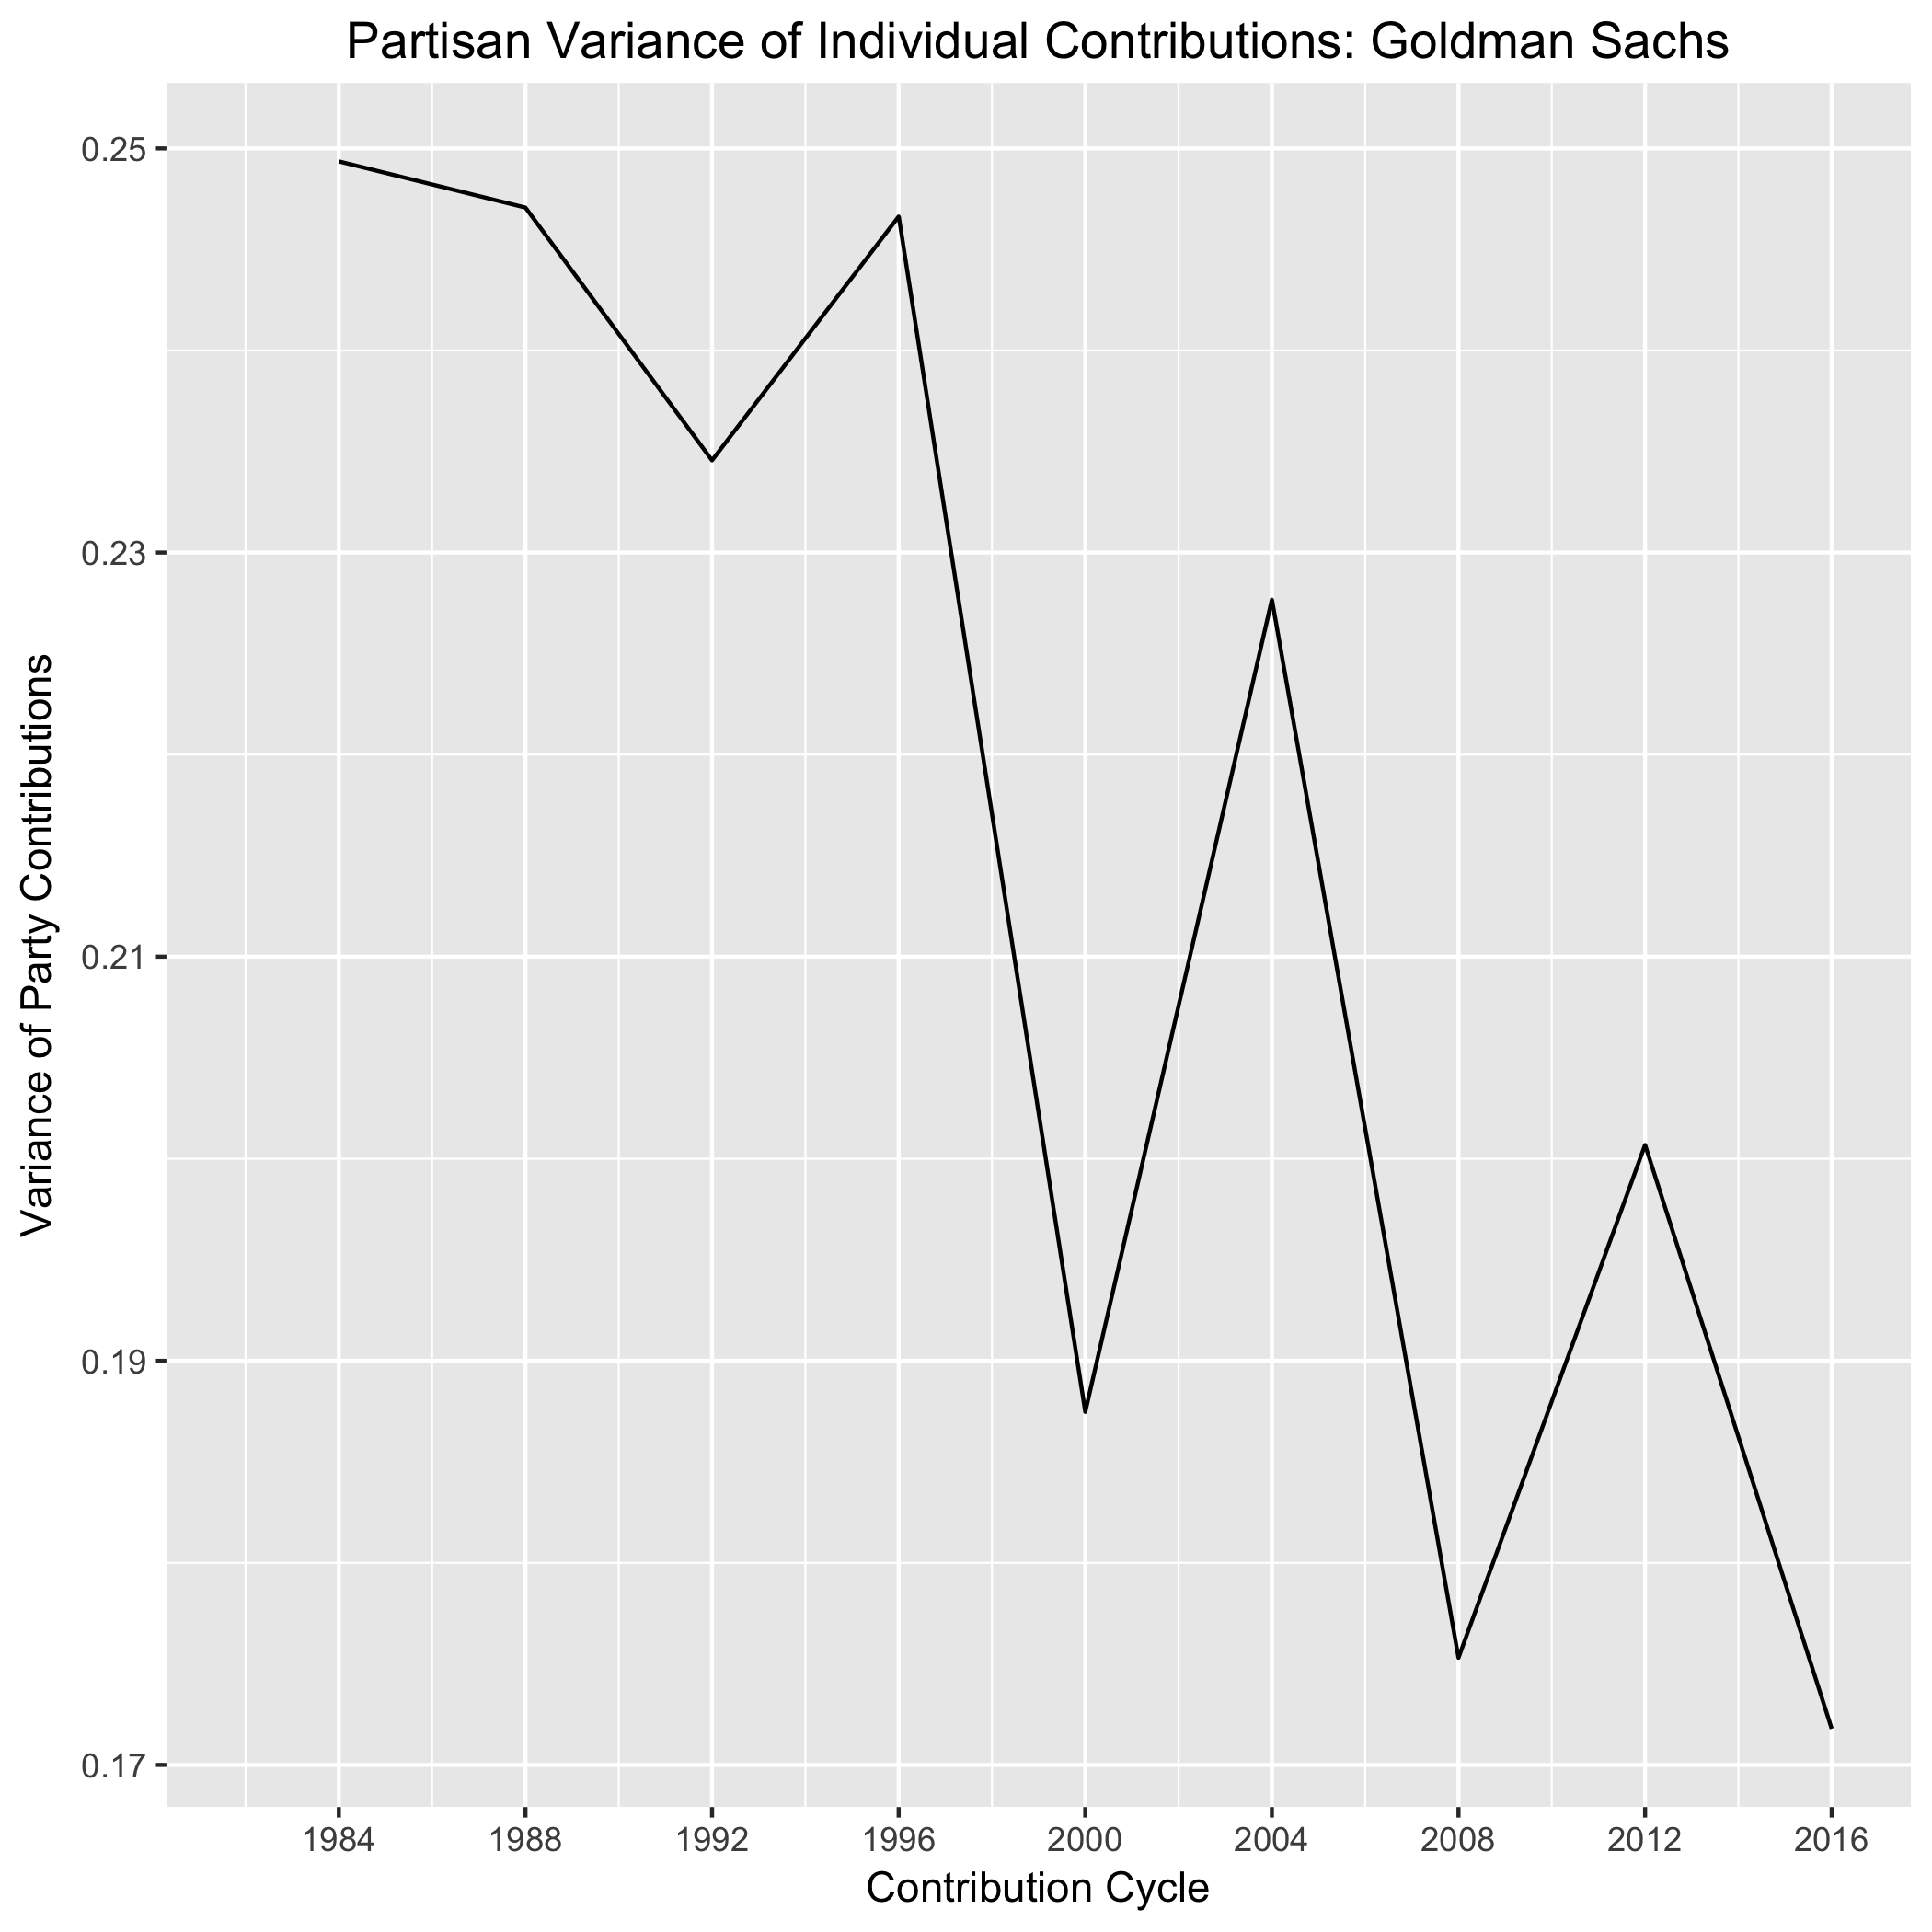 Partisan Variance of Individual Contributions: Goldman Sachs
Variance of Party Contributions
0.25
0.23
0.21
0.19
0.17
1984 1988 1992 1996 2000 2004 2008 2012 2016
Contribution Cycle